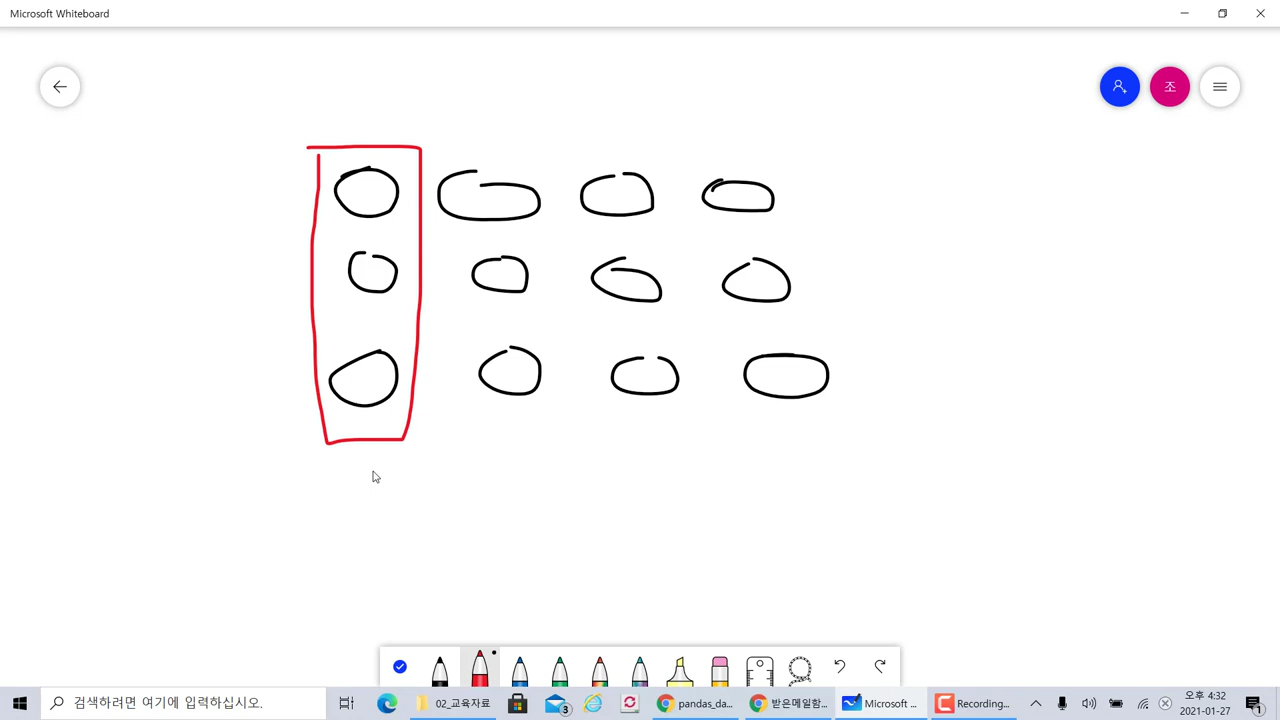 Microsoft Whiteboard
조
검색하려면 여기에 입력하십시오.
3
02_교육자료
pandas_da...
받은메일함...
Microsoft ...
Recording...
오후 4:32
2021-01-27
1